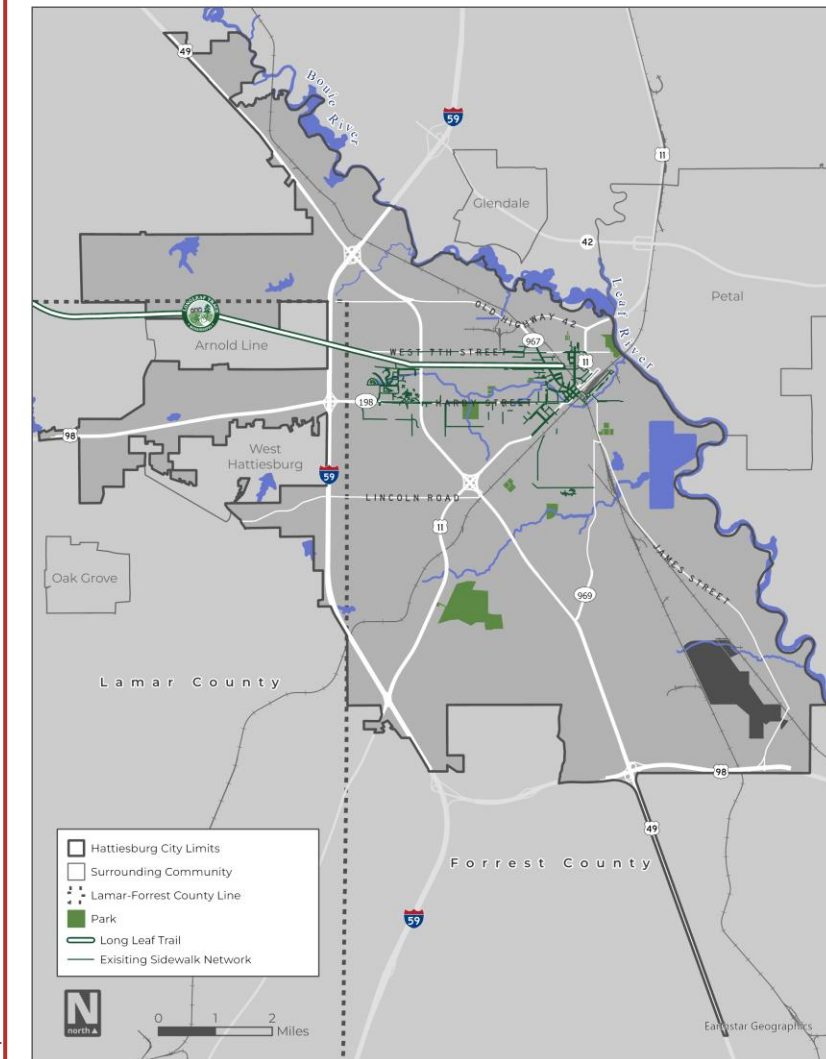 49
Bouie
River
59
11
Glendale
42
Leaf River
Petal
OLD HIGHWAY 42
967
Arnold Line
WEST 7TH STREET
11
198
HARDY STREET
98
West
Hattiesburg
59
LINCOLN ROAD
11
Oak Grove
JAMES STREET
969
Lamar County
98
49
Forrest County
59
Hattiesburg City Limits
Surrounding Community
Lamar-Forrest County Line
Park
Long Leaf Trail
Exisiting Sidewalk Network
N
north
0 1 2
Miles
Earthstar Geographics